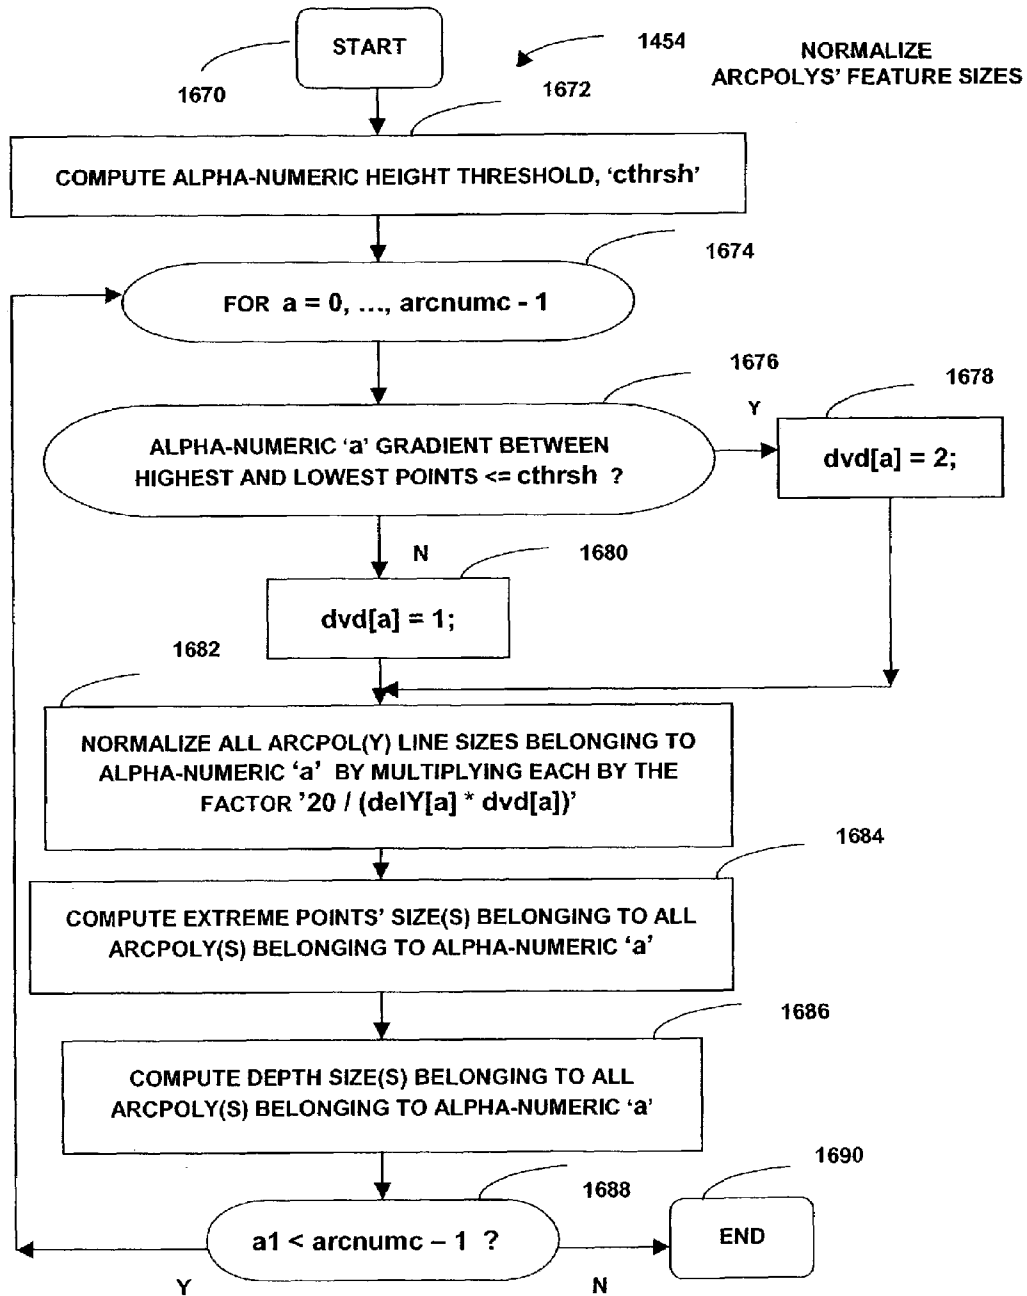 START
1454
NORMALIZE
ARCPOLYS' FEATURE SIZES
1670
1672
COMPUTE ALPHA-NUMERIC HEIGHT THRESHOLD, 'cthrsh'
1674
FOR a = 0, ..., arcnumc - 1
1676
1678
Y
ALPHA-NUMERIC 'a' GRADIENT BETWEEN
HIGHEST AND LOWEST POINTS <= cthrsh ?
dvd[a] = 2;
N
1680
dvd[a] = 1;
1682
NORMALIZE ALL ARCPOL(Y) LINE SIZES BELONGING TO
ALPHA-NUMERIC 'a' BY MULTIPLYING EACH BY THE
FACTOR '20 / (delY[a] * dvd[a])'
1684
COMPUTE EXTREME POINTS' SIZE(S) BELONGING TO ALL
ARCPOLY(S) BELONGING TO ALPHA-NUMERIC 'a'
1686
COMPUTE DEPTH SIZE(S) BELONGING TO ALL
ARCPOLY(S) BELONGING TO ALPHA-NUMERIC 'a'
1690
1688
a1 < arcnumc – 1 ?
END
Y
N